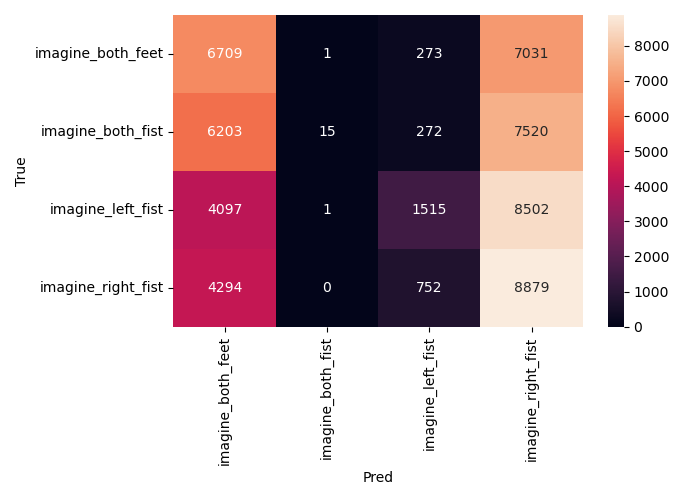 imagine_both_feet 6709 1 273 7031
imagine_both_fist 6203 15 272 7520
imagine_left_fist 4097 1 1515 8502
imagine_right_fist 4294 0 752 8879
True
imagine_both_feet
imagine_both_fist
imagine_left_fist
imagine_right_fist
Pred
8000
7000
6000
5000
4000
3000
2000
1000
0